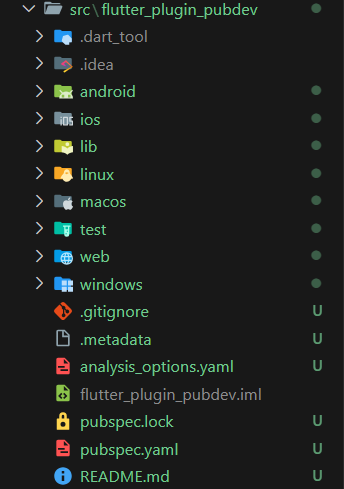 src\flutter_plugin_pubdev
.dart_tool
.idea
android
iOS
ios
lib
linux
macos
test
web
windows
.gitignore U
.metadata U
analysis_options.yaml U
flutter_plugin_pubdev.iml
pubspec.lock U
pubspec.yaml U
README.md U